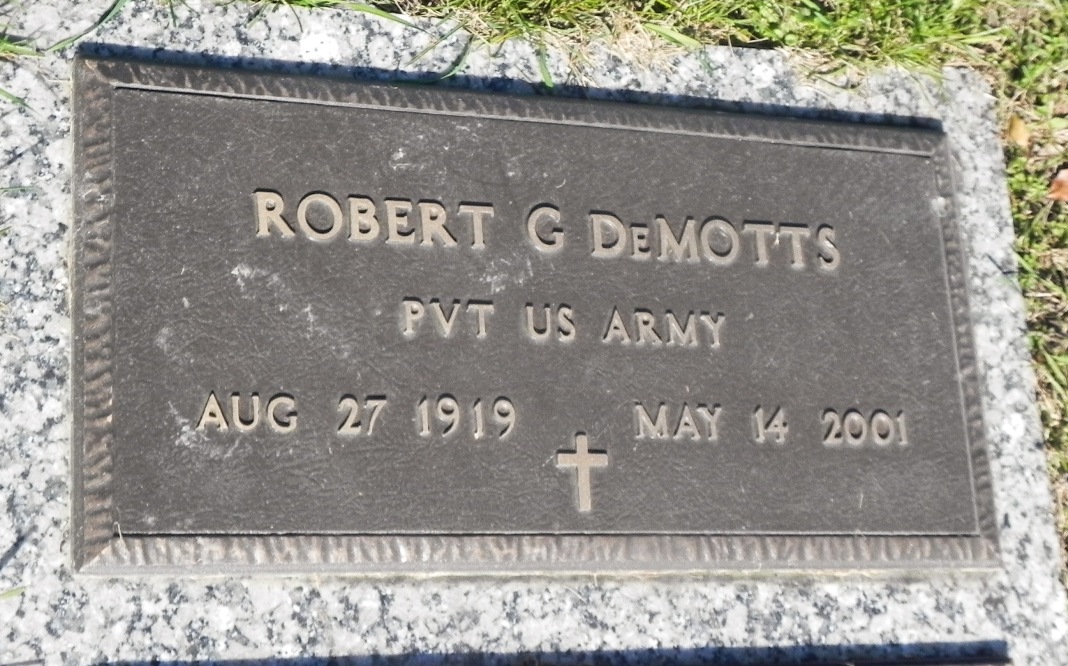 ROBERT G DEMOTTS
PVT US ARMY
AUG 27 1919 MAY 14 2001